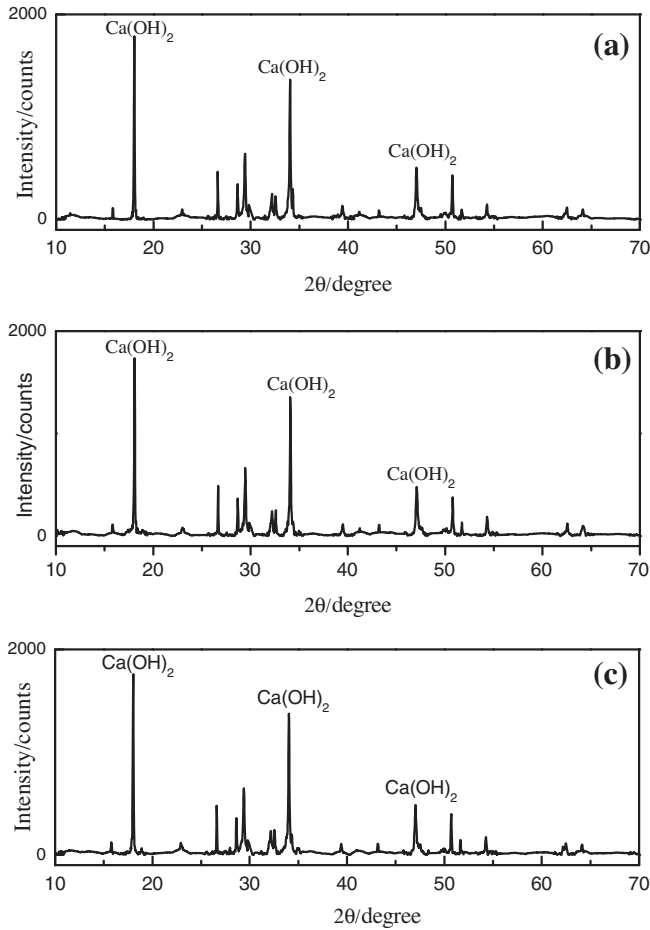 2000
Ca(OH)2
(a)
Ca(OH)2
Ca(OH)2
Intensity/counts
0
10 20 30 40 50 60 70
2θ/degree
2000
Ca(OH)2
(b)
Ca(OH)2
Ca(OH)2
Intensity/counts
0
10 20 30 40 50 60 70
2θ/degree
2000
Ca(OH)2
(c)
Ca(OH)2
Ca(OH)2
Intensity/counts
0
10 20 30 40 50 60 70
2θ/degree